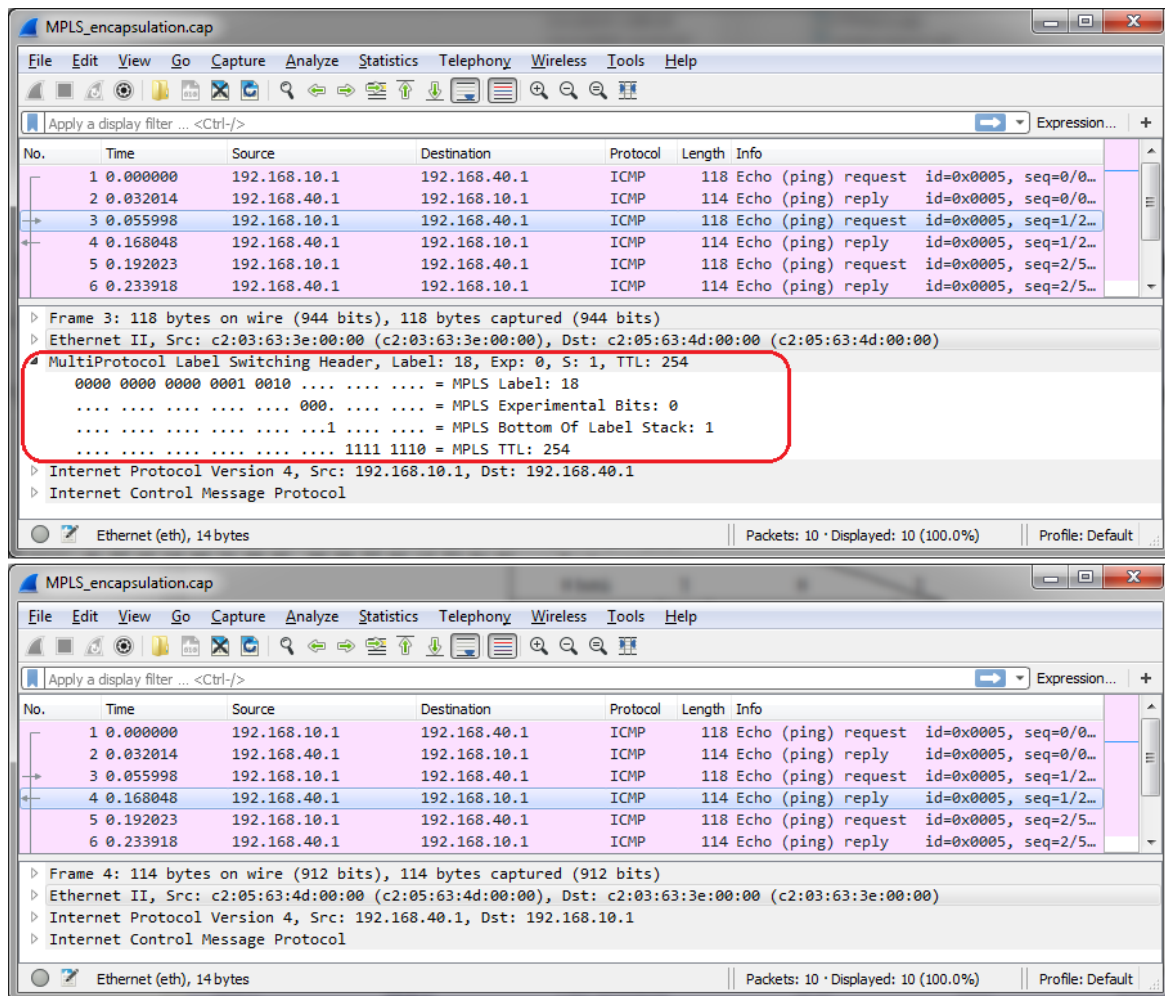 MPLS_encapsulation.cap
File Edit View Go Capture Analyze Statistics Telephony Wireless Tools Help
Apply a display filter ... <Ctrl-/> Expression... +
No. Time Source Destination Protocol Length Info
1 0.000000 192.168.10.1 192.168.40.1 ICMP 118 Echo (ping) request id=0x0005, seq=0/0…
2 0.032014 192.168.40.1 192.168.10.1 ICMP 114 Echo (ping) reply id=0x0005, seq=0/0…
3 0.055998 192.168.10.1 192.168.40.1 ICMP 118 Echo (ping) request id=0x0005, seq=1/2…
4 0.168048 192.168.40.1 192.168.10.1 ICMP 114 Echo (ping) reply id=0x0005, seq=1/2…
5 0.192023 192.168.10.1 192.168.40.1 ICMP 118 Echo (ping) request id=0x0005, seq=2/5…
6 0.233918 192.168.40.1 192.168.10.1 ICMP 114 Echo (ping) reply id=0x0005, seq=2/5…
Frame 3: 118 bytes on wire (944 bits), 118 bytes captured (944 bits)
Ethernet II, Src: c2:03:63:3e:00:00 (c2:03:63:3e:00:00), Dst: c2:05:63:4d:00:00 (c2:05:63:4d:00:00)
MultiProtocol Label Switching Header, Label: 18, Exp: 0, S: 1, TTL: 254
0000 0000 0000 0001 0010 .... .... .... = MPLS Label: 18
.... .... .... .... .... 000. .... .... = MPLS Experimental Bits: 0
.... .... .... .... .... ...1 .... .... = MPLS Bottom Of Label Stack: 1
.... .... .... .... .... .... 1111 1110 = MPLS TTL: 254
Internet Protocol Version 4, Src: 192.168.10.1, Dst: 192.168.40.1
Internet Control Message Protocol
Ethernet (eth), 14 bytes Packets: 10 · Displayed: 10 (100.0%) Profile: Default
MPLS_encapsulation.cap
File Edit View Go Capture Analyze Statistics Telephony Wireless Tools Help
Apply a display filter ... <Ctrl-/> Expression... +
No. Time Source Destination Protocol Length Info
1 0.000000 192.168.10.1 192.168.40.1 ICMP 118 Echo (ping) request id=0x0005, seq=0/0…
2 0.032014 192.168.40.1 192.168.10.1 ICMP 114 Echo (ping) reply id=0x0005, seq=0/0…
3 0.055998 192.168.10.1 192.168.40.1 ICMP 118 Echo (ping) request id=0x0005, seq=1/2…
4 0.168048 192.168.40.1 192.168.10.1 ICMP 114 Echo (ping) reply id=0x0005, seq=1/2…
5 0.192023 192.168.10.1 192.168.40.1 ICMP 118 Echo (ping) request id=0x0005, seq=2/5…
6 0.233918 192.168.40.1 192.168.10.1 ICMP 114 Echo (ping) reply id=0x0005, seq=2/5…
Frame 4: 114 bytes on wire (912 bits), 114 bytes captured (912 bits)
Ethernet II, Src: c2:05:63:4d:00:00 (c2:05:63:4d:00:00), Dst: c2:03:63:3e:00:00 (c2:03:63:3e:00:00)
Internet Protocol Version 4, Src: 192.168.40.1, Dst: 192.168.10.1
Internet Control Message Protocol
Ethernet (eth), 14 bytes Packets: 10 · Displayed: 10 (100.0%) Profile: Default